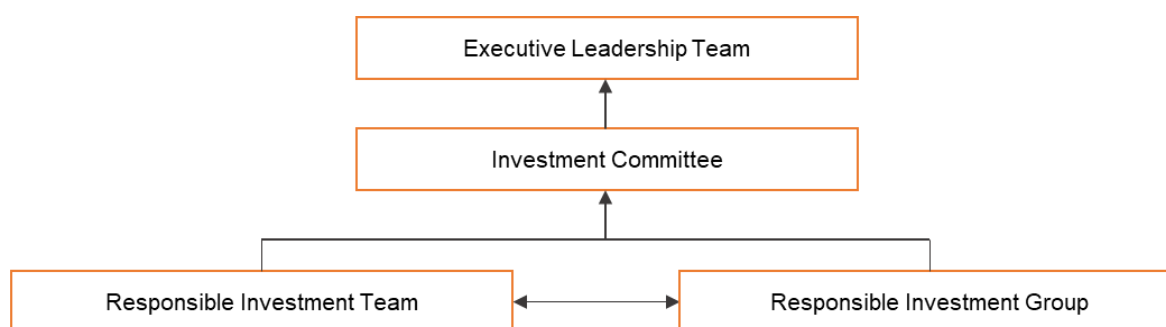 Executive Leadership Team
Investment Committee
Responsible Investment Team
Responsible Investment Group